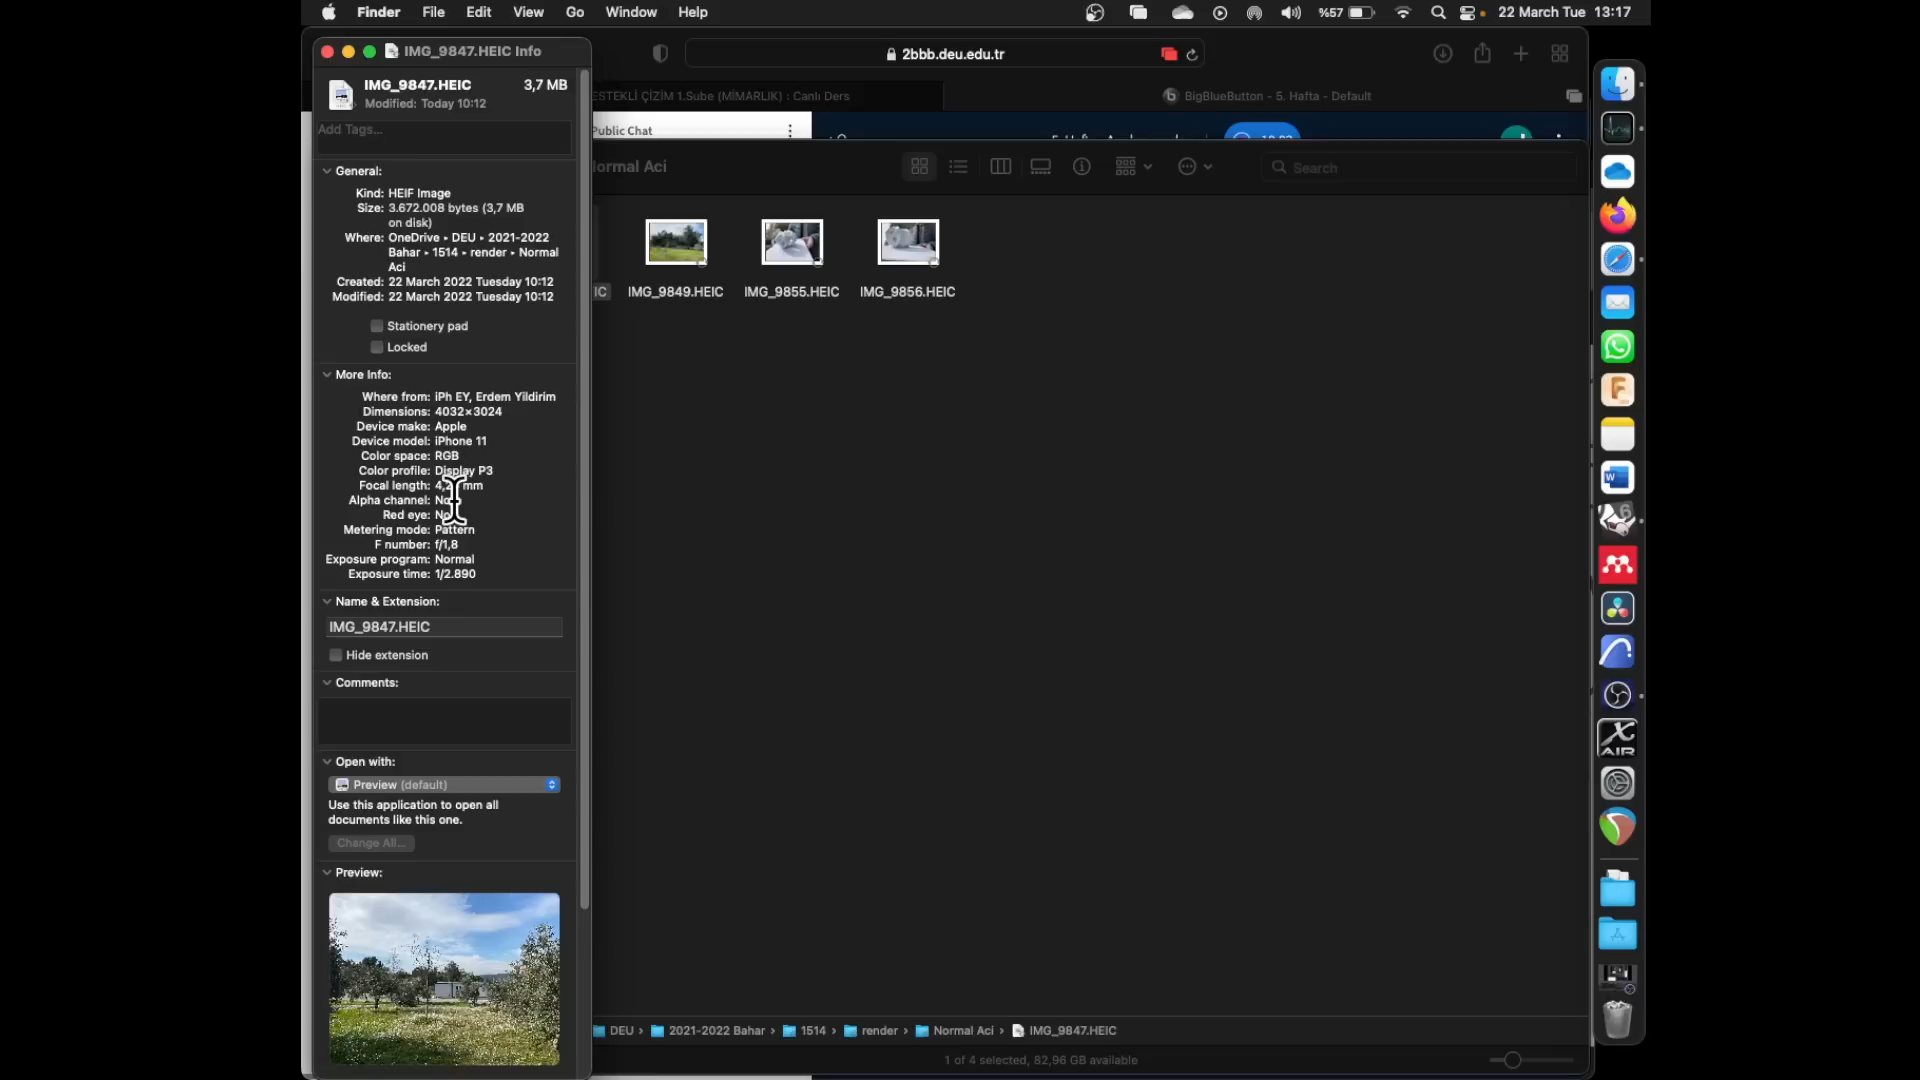 Finder File Edit View Go Window Help %57 22 March Tue 13:17
IMG_9847.HEIC Info
2bbb.deu.edu.tr
IMG_9847.HEIC 3,7 MB
Modified: Today 10:12
ESTEKLİ ÇİZİM 1.Sube (MİMARLIK) : Canlı Ders
BigBlueButton - 5. Hafta - Default
Add Tags...
Public Chat
ormal Aci
Search
General:
Kind: HEIF Image
Size: 3.672.008 bytes (3,7 MB
on disk)
Where: OneDrive ▸ DEU ▸ 2021-2022
Bahar ▸ 1514 ▸ render ▸ Normal
Aci
Created: 22 March 2022 Tuesday 10:12
Modified: 22 March 2022 Tuesday 10:12
IC IMG_9849.HEIC IMG_9855.HEIC IMG_9856.HEIC
Stationery pad
Locked
More Info:
Where from: iPh EY, Erdem Yildirim
Dimensions: 4032×3024
Device make: Apple
Device model: iPhone 11
Color space: RGB
Color profile: Display P3
Focal length: mm
Alpha channel: No
Red eye: No
Metering mode: Pattern
F number: f/1,8
Exposure program: Normal
Exposure time: 1/2.890
Name & Extension:
IMG_9847.HEIC
Hide extension
Comments:
Open with:
Preview (default)
Use this application to open all
documents like this one.
Change All...
Preview:
DEU › 2021-2022 Bahar › 1514 › render › Normal Aci › IMG_9847.HEIC
1 of 4 selected, 82,96 GB available
6
X
AIR